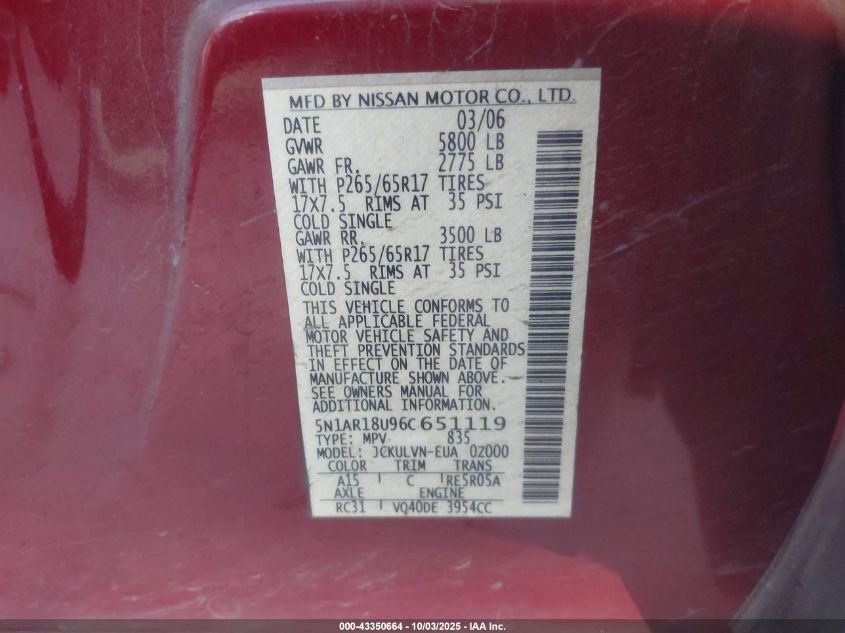 MFD BY NISSAN MOTOR CO., LTD.
DATE 03/06
GVWR 5800 LB
GAWR FR. 2775 LB
WITH P265/65R17 TIRES
17X7.5 RIMS AT 35 PSI
COLD SINGLE
GAWR RR. 3500 LB
WITH P265/65R17 TIRES
17X7.5 RIMS AT 35 PSI
COLD SINGLE
THIS VEHICLE CONFORMS TO
ALL APPLICABLE FEDERAL
MOTOR VEHICLE SAFETY AND
THEFT PREVENTION STANDARDS
IN EFFECT ON THE DATE OF
MANUFACTURE SHOWN ABOVE.
SEE OWNERS MANUAL FOR
ADDITIONAL INFORMATION.
5N1AR18U96C651119
TYPE: MPV 835
MODEL: JCKULVN-EUA 0Z000
COLOR TRIM TRANS
A15 C RE5R05A
AXLE ENGINE
RC31 VQ40DE 3954CC
000-43350664 - 10/03/2025 - IAA Inc.